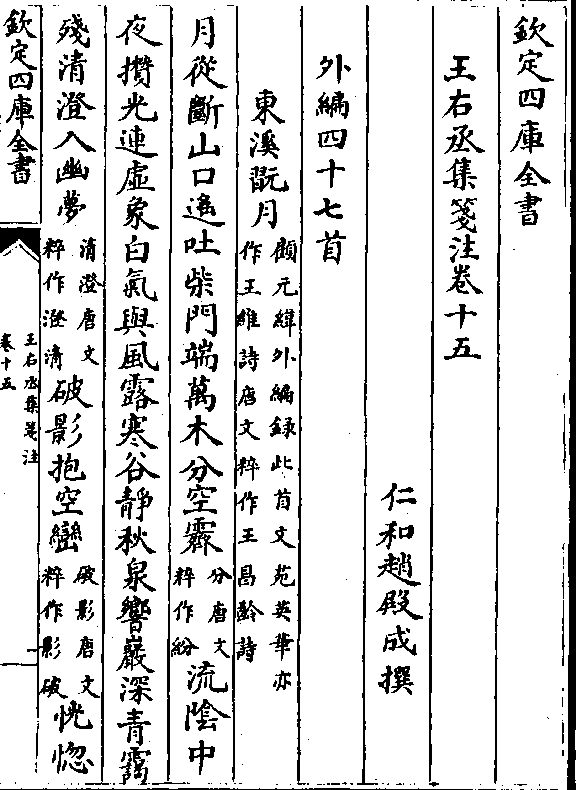 欽定四庫全書
王右丞集箋注卷十五
仁和趙殿成撰
外編四十七首
東溪翫月顧元緯外編録此首文苑英華亦作王維詩唐文粹作王昌齡詩
月從斷山口遙吐柴門端萬木分空霽分唐文粹作紛流陰中
夜攢光連虛象白氣與風露寒谷靜秋泉響巖深青靄
殘清澄入幽夢清澄唐文粹作澄清破影抱空巒破影唐文粹作影破恍惚
欽定四庫全書
王右丞集箋注
卷十五
一